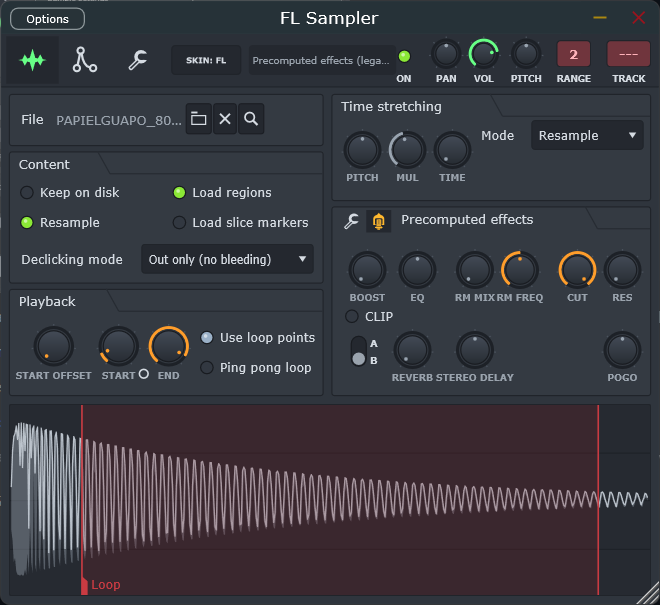 Options
FL Sampler
SKIN: FL
Precomputed effects (lega...
ON
PAN
VOL
PITCH
2
RANGE
---
TRACK
File
PAPIELGUAPO_80...
Content
Keep on disk
Load regions
Resample
Load slice markers
Declicking mode
Out only (no bleeding)
Playback
START OFFSET
START
END
Use loop points
Ping pong loop
Time stretching
PITCH
MUL
TIME
Mode
Resample
Precomputed effects
BOOST
EQ
RM MIX
RM FREQ
CUT
RES
CLIP
A
B
REVERB
STEREO DELAY
POGO
Loop